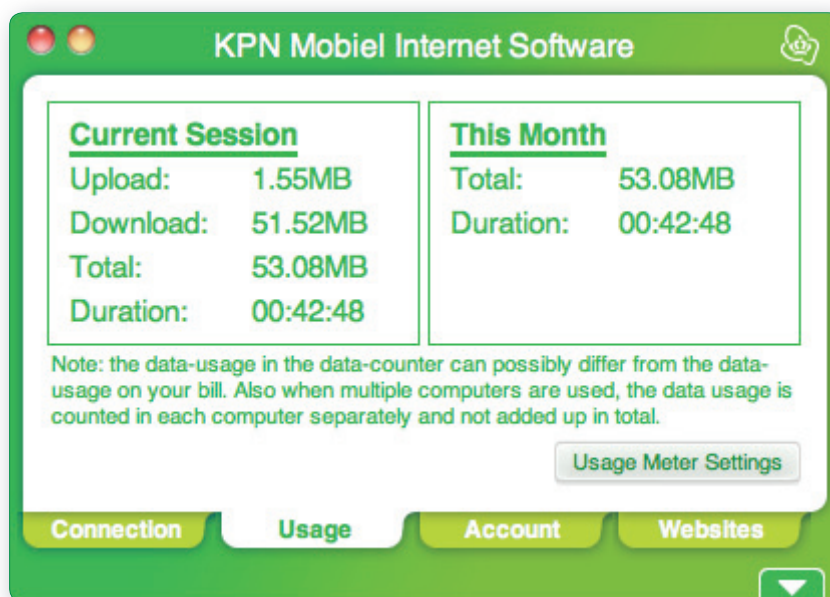 KPN Mobiel Internet Software
Current Session
Upload: 1.55MB
Download: 51.52MB
Total: 53.08MB
Duration: 00:42:48
This Month
Total: 53.08MB
Duration: 00:42:48
Note: the data-usage in the data-counter can possibly differ from the data-
usage on your bill. Also when multiple computers are used, the data usage is
counted in each computer separately and not added up in total.
Usage Meter Settings
Connection Usage Account Websites